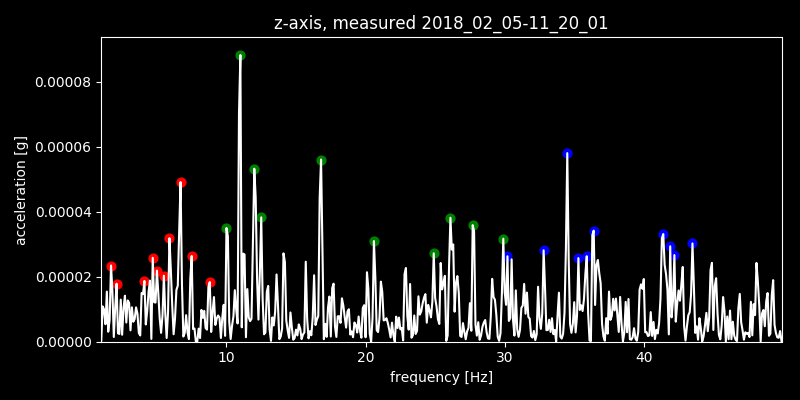 z-axis, measured 2018_02_05-11_20_01
0.00008
0.00006
0.00004
0.00002
0.00000
acceleration [g]
10 20 30 40
frequency [Hz]